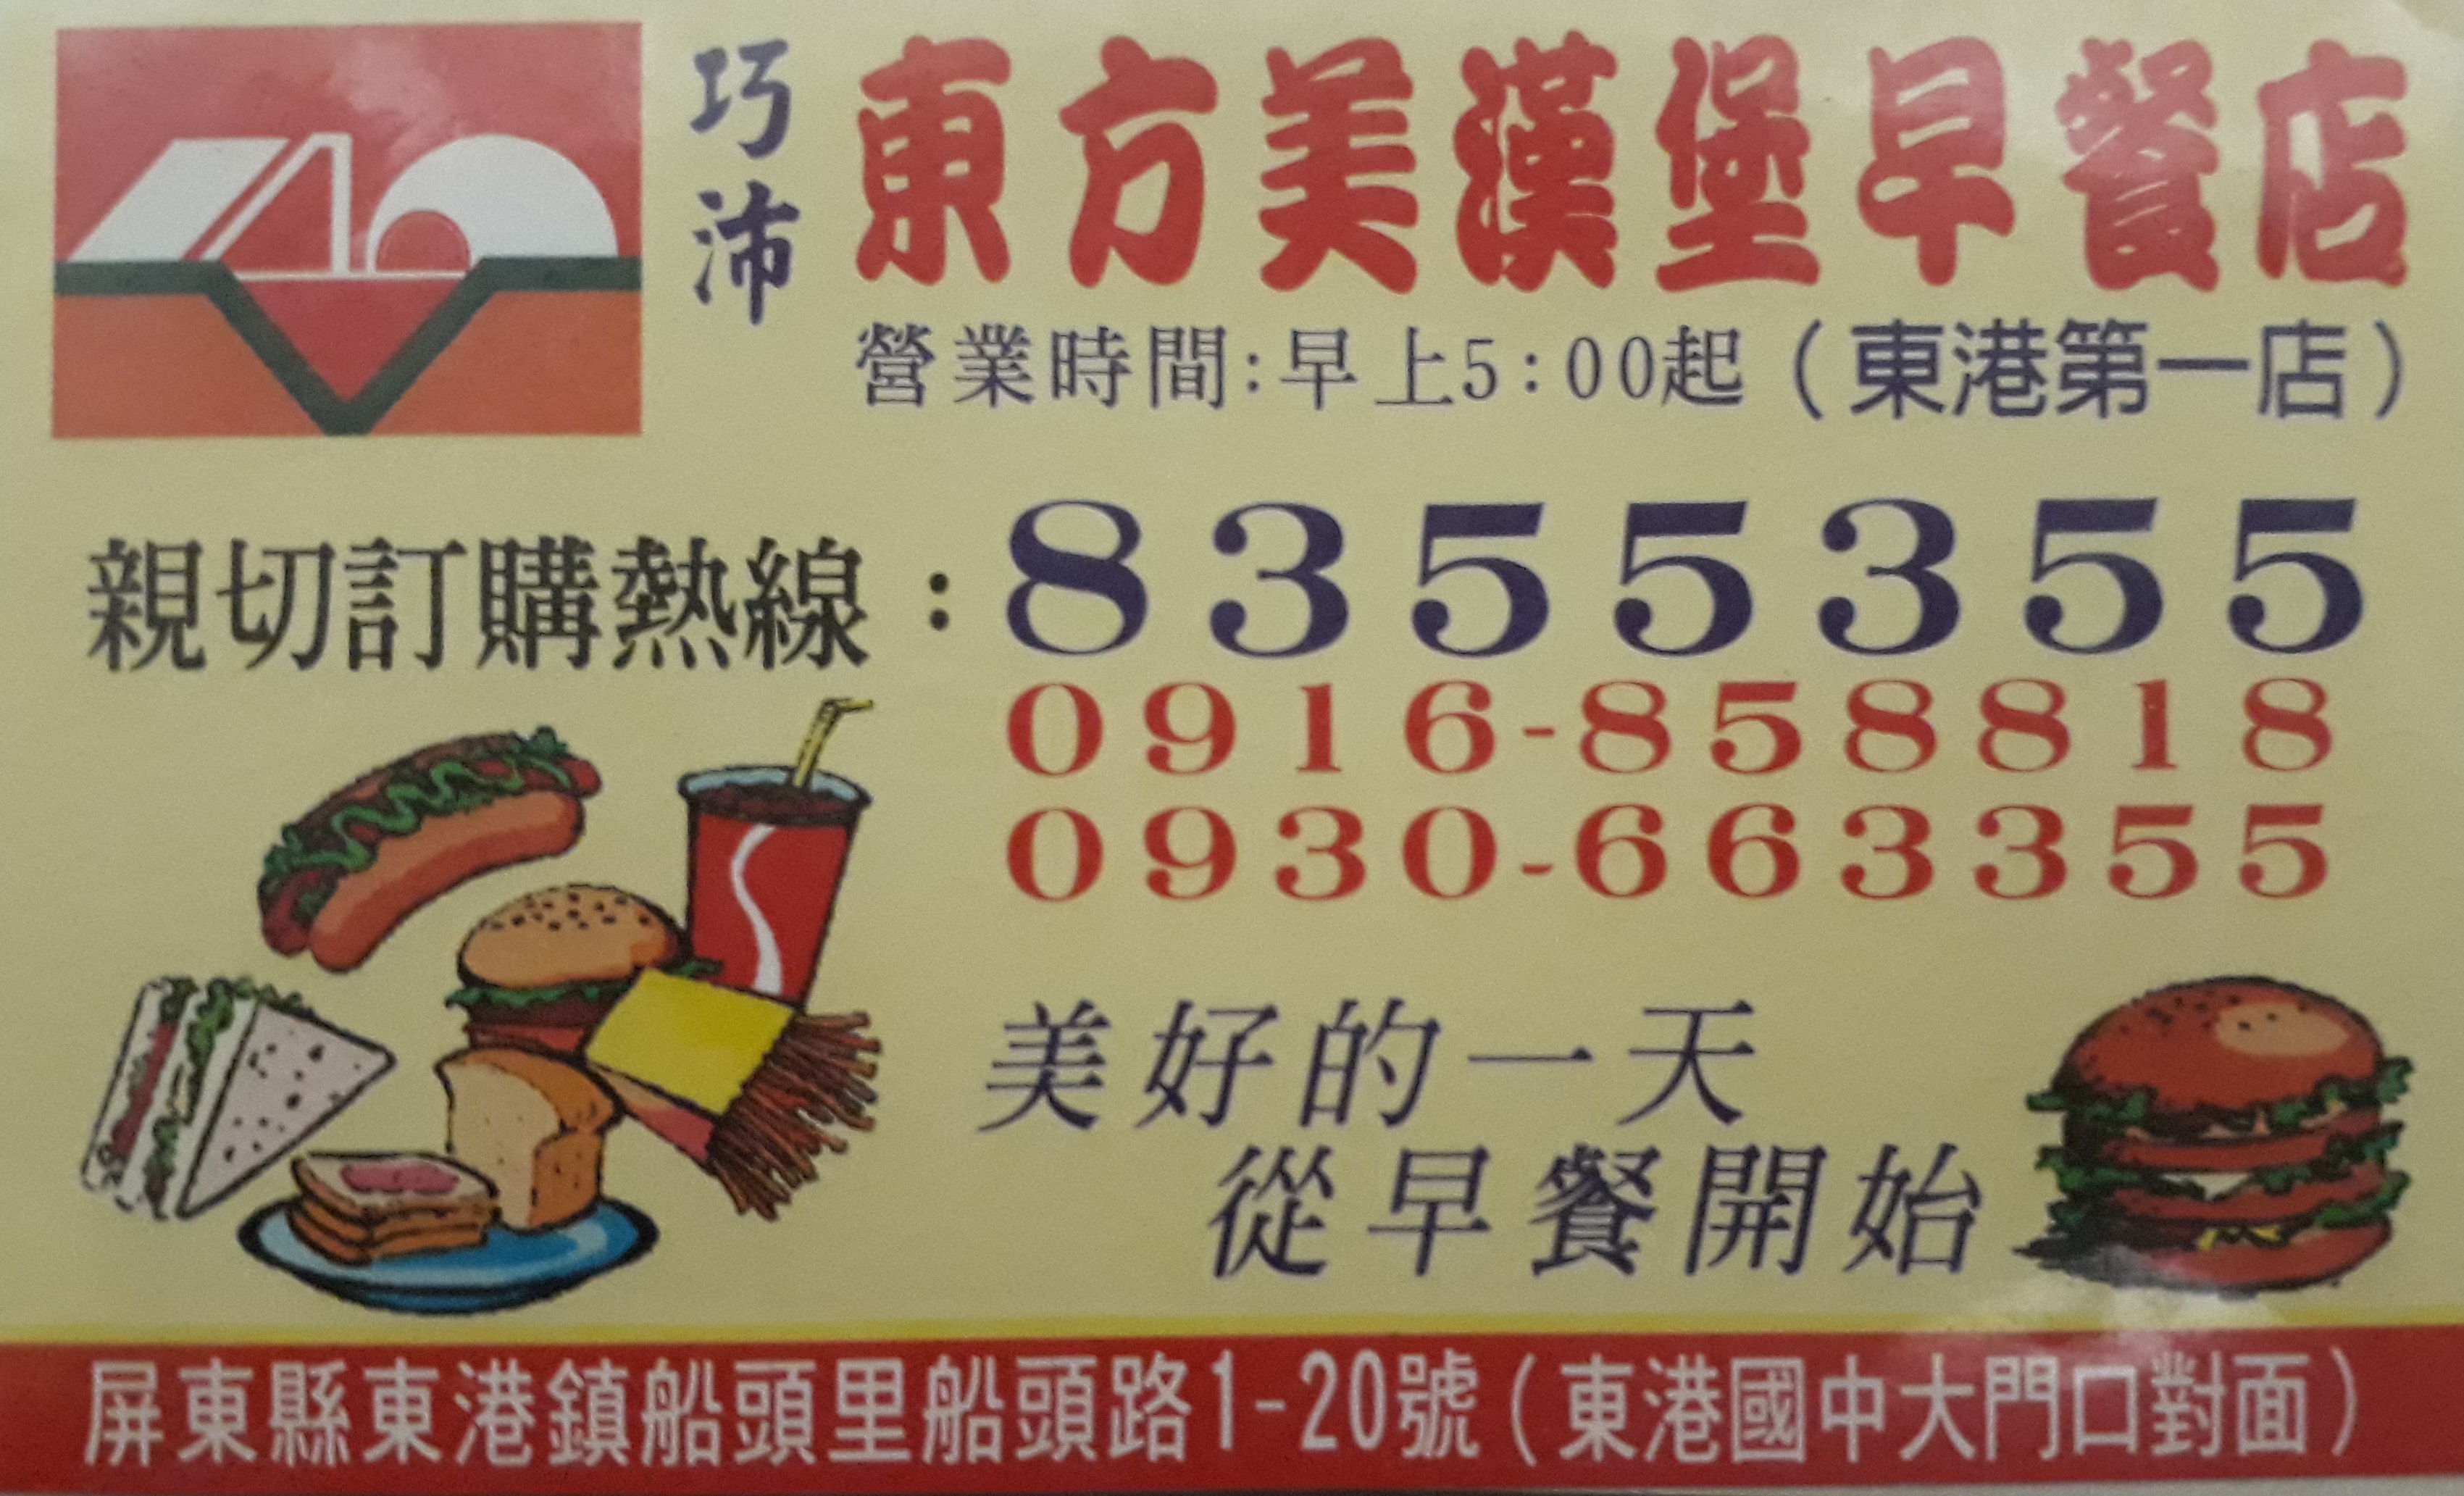 巧沛
東方美漢堡早餐店
營業時間:早上5:00起(東港第一店)
親切訂購熱線:8355355
0916-858818
0930-663355
美好的一天
從早餐開始
屏東縣東港鎮船頭里船頭路1-20號(東港國中大門口對面)